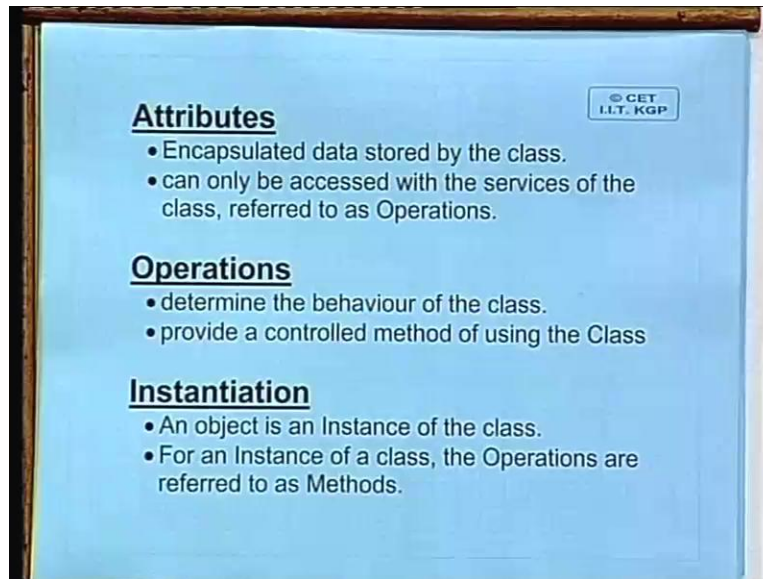 © CET
I.I.T. KGP
Attributes
• Encapsulated data stored by the class.
• can only be accessed with the services of the
class, referred to as Operations.
Operations
• determine the behaviour of the class.
• provide a controlled method of using the Class
Instantiation
• An object is an Instance of the class.
• For an Instance of a class, the Operations are
referred to as Methods.